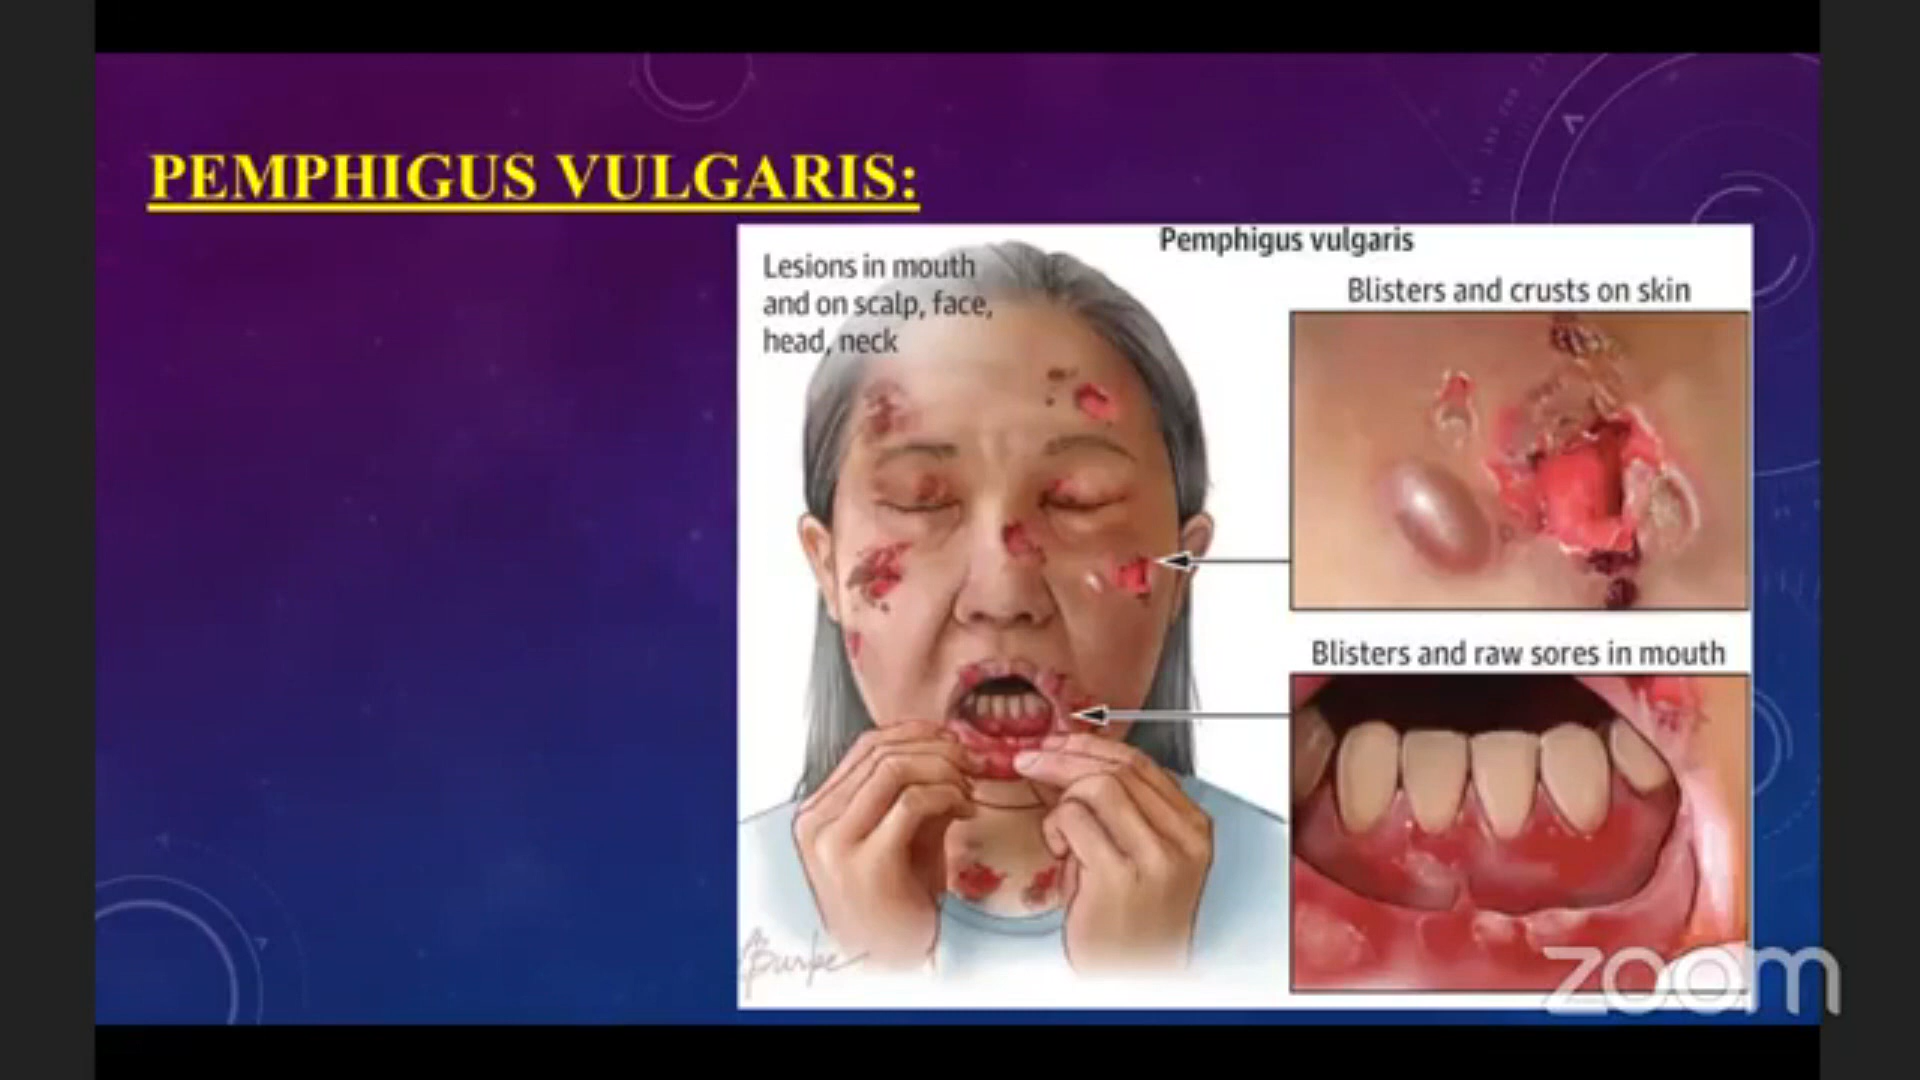 PEMPHIGUS VULGARIS:
Pemphigus vulgaris
Lesions in mouth
and on scalp, face,
head, neck
Blisters and crusts on skin
Blisters and raw sores in mouth
Burke
zoom